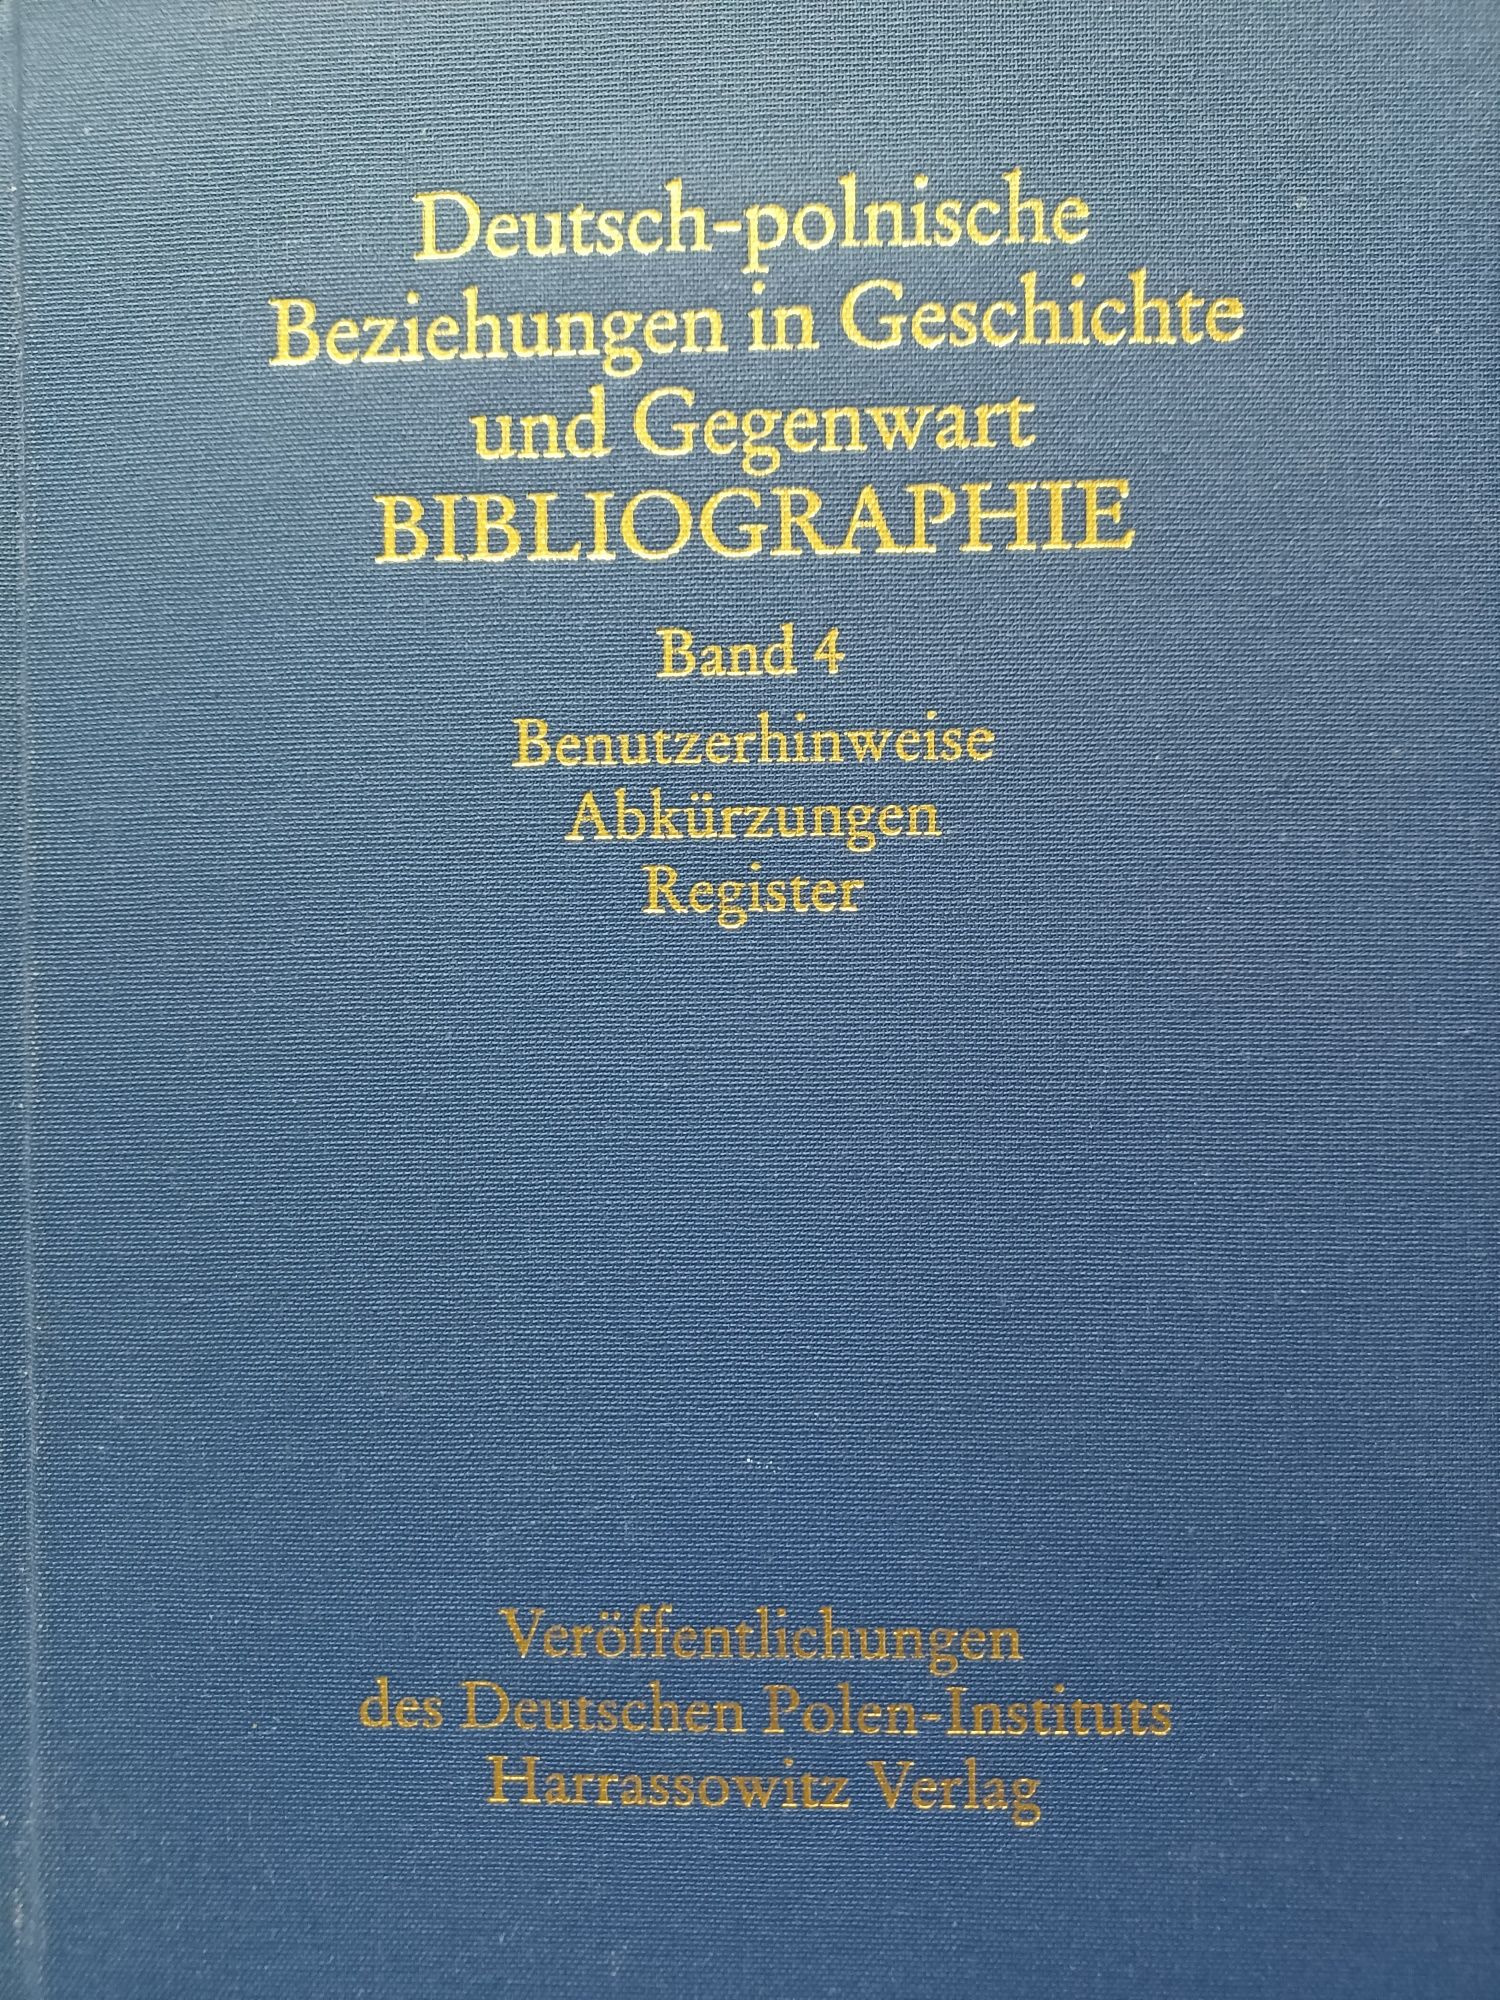 Deutsch-polnische
Beziehungen in Geschichte
und Gegenwart
BIBLIOGRAPHIE
Band 4
Benutzerhinweise
Abkürzungen
Register
Veröffentlichungen
des Deutschen Polen-Instituts
Harrassowitz Verlag